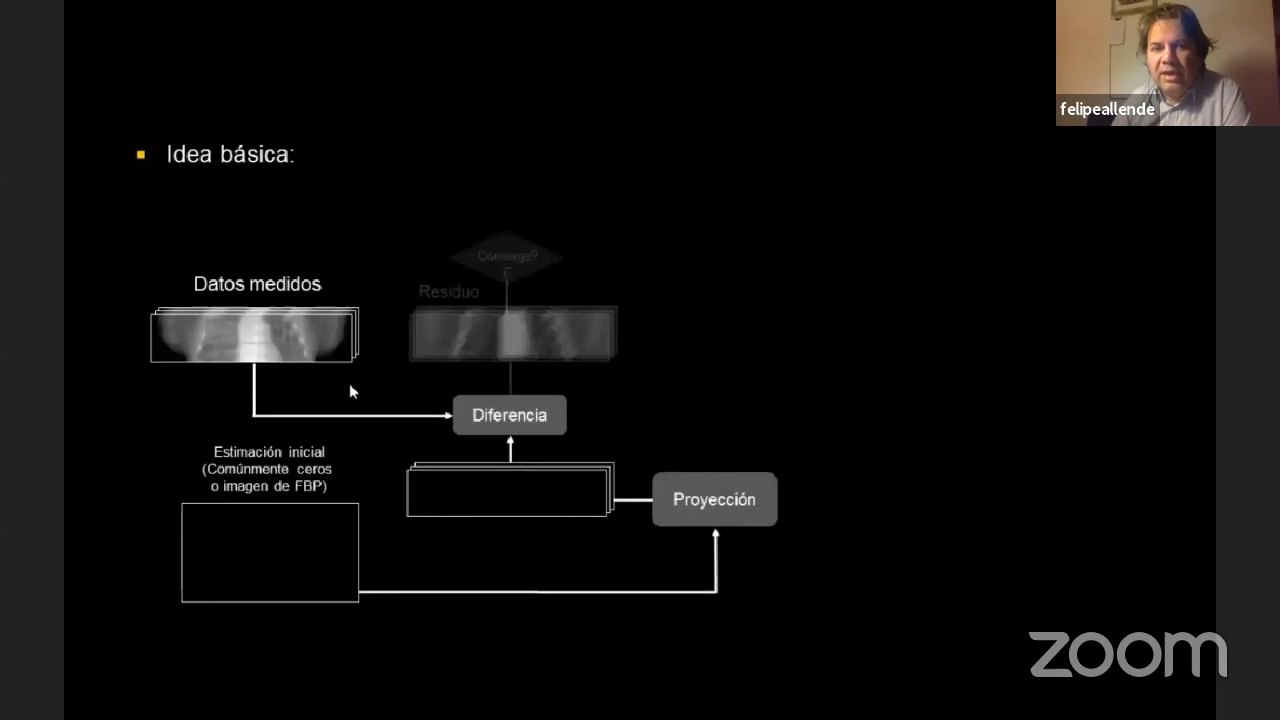 felipeallende
Idea básica:
Converge?
Datos medidos
Residuo
Diferencia
Estimación inicial
(Comúnmente ceros
o imagen de FBP)
Proyección
zoom